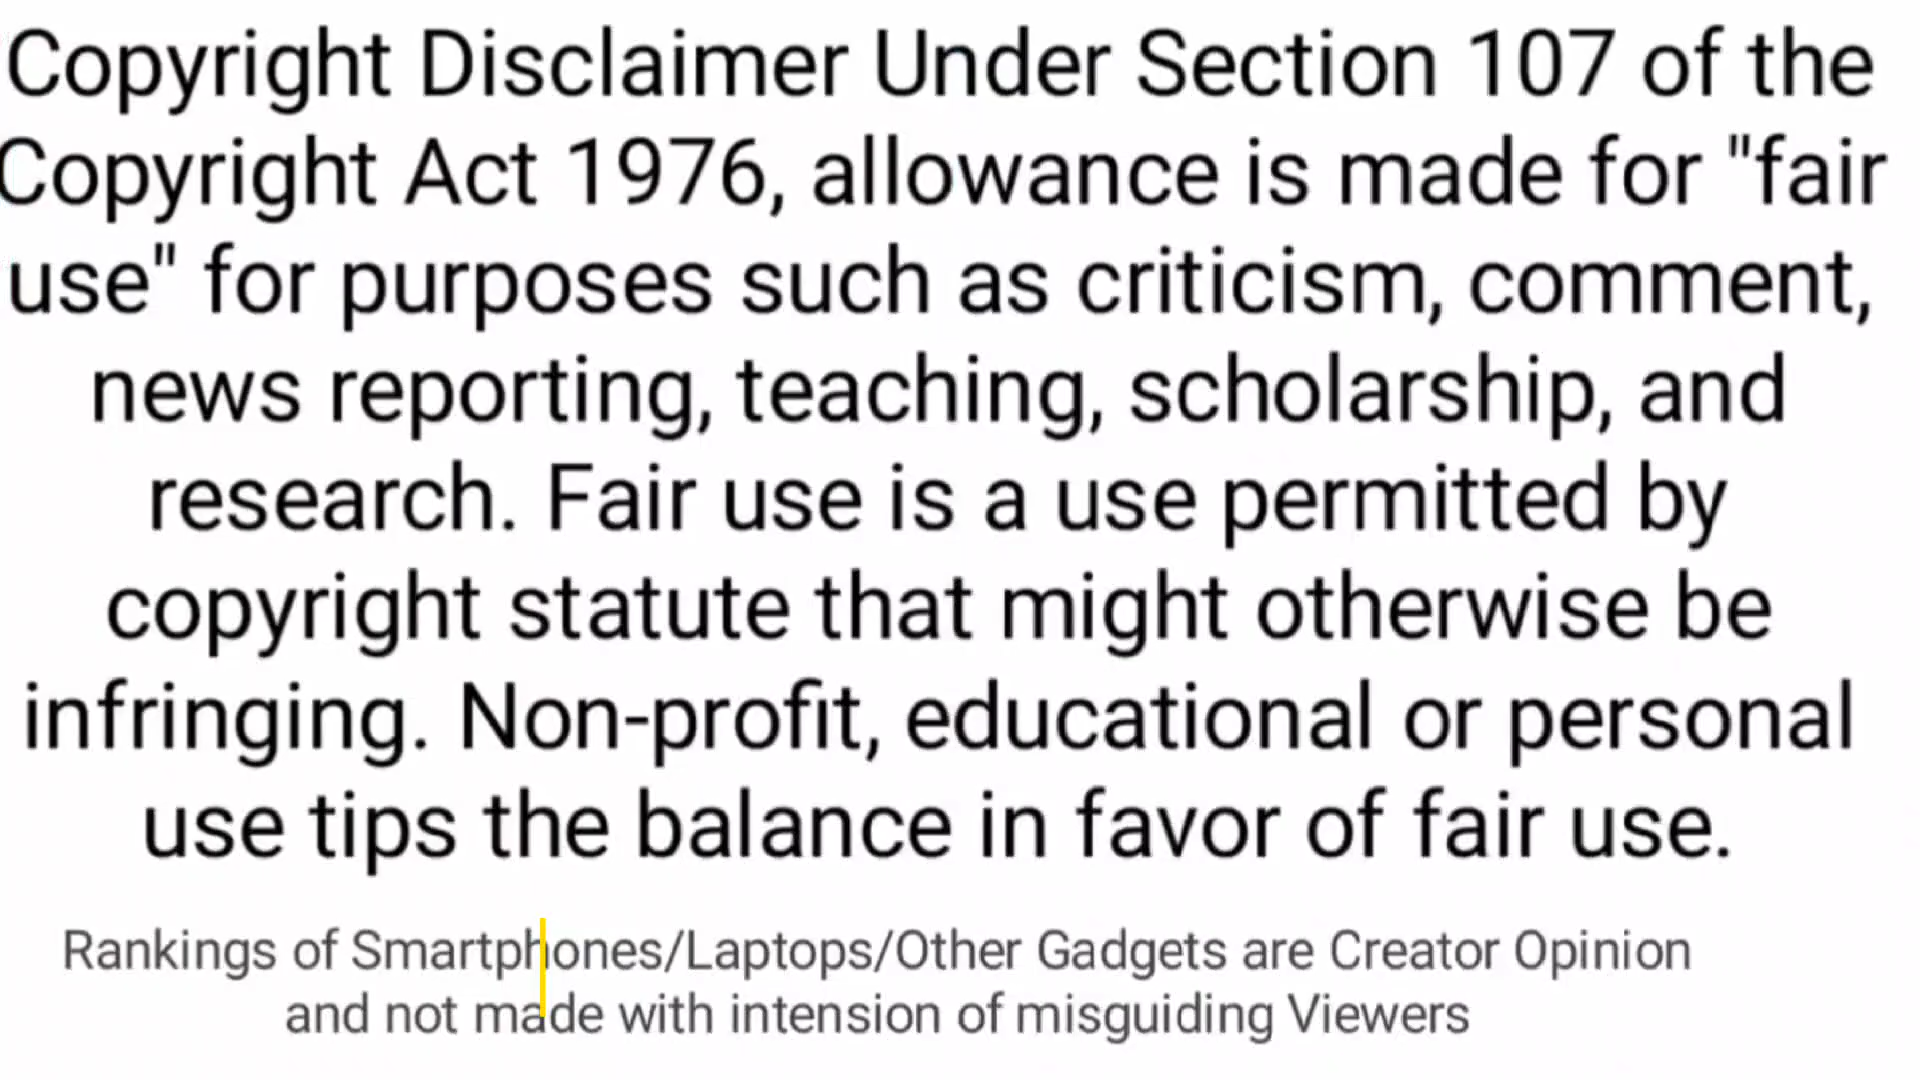 Copyright Disclaimer Under Section 107 of the
Copyright Act 1976, allowance is made for "fair
use" for purposes such as criticism, comment,
news reporting, teaching, scholarship, and
research. Fair use is a use permitted by
copyright statute that might otherwise be
infringing. Non-profit, educational or personal
use tips the balance in favor of fair use.
Rankings of Smartphones/Laptops/Other Gadgets are Creator Opinion
and not made with intension of misguiding Viewers